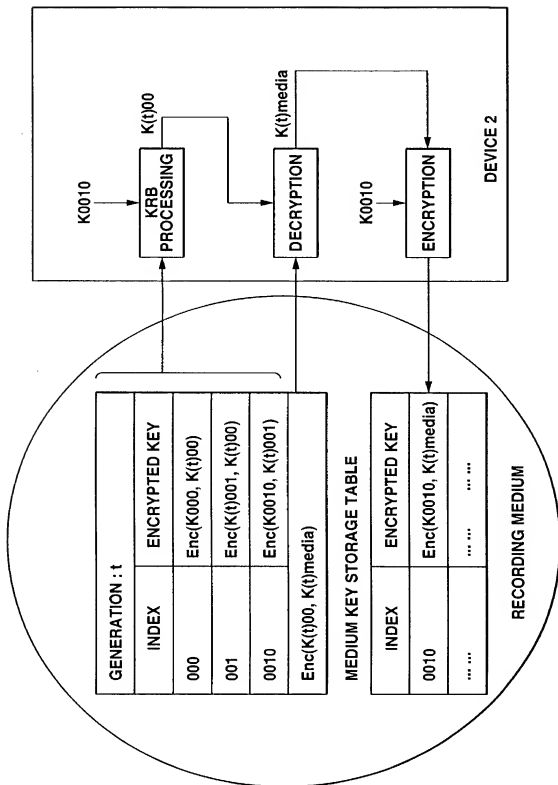 GENERATION : t
INDEX ENCRYPTED KEY
000 Enc(K000, K(t)00)
001 Enc(K(t)001, K(t)00)
0010 Enc(K0010, K(t)001)
Enc(K(t)00, K(t)media)
MEDIUM KEY STORAGE TABLE
INDEX ENCRYPTED KEY
0010 Enc(K0010, K(t)media)
... ... ... ...
RECORDING MEDIUM
K0010
KRB
PROCESSING
K(t)00
DECRYPTION
K(t)media
K0010
ENCRYPTION
DEVICE 2